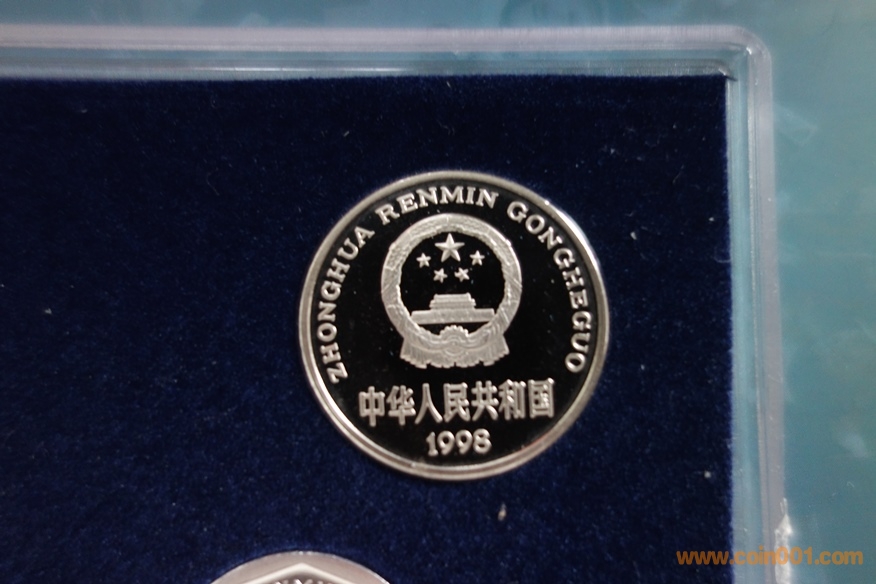 ZHONGHUA RENMIN GONGHEGUO
中华人民共和国
1998
www.coin001.com